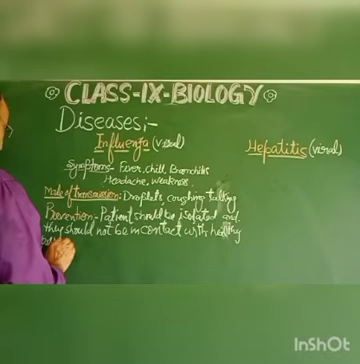 CLASS-IX-BIOLOGY
Diseases:-
Influenza (viral)
Hepatitis (viral)
Symptoms- Fever, chill, Bronchitis
Headache, weakness.
Mode of transmission: Droplets, coughing talking
Prevention- Patient should be isolated and
they should not be in contact with healthy
InShOt